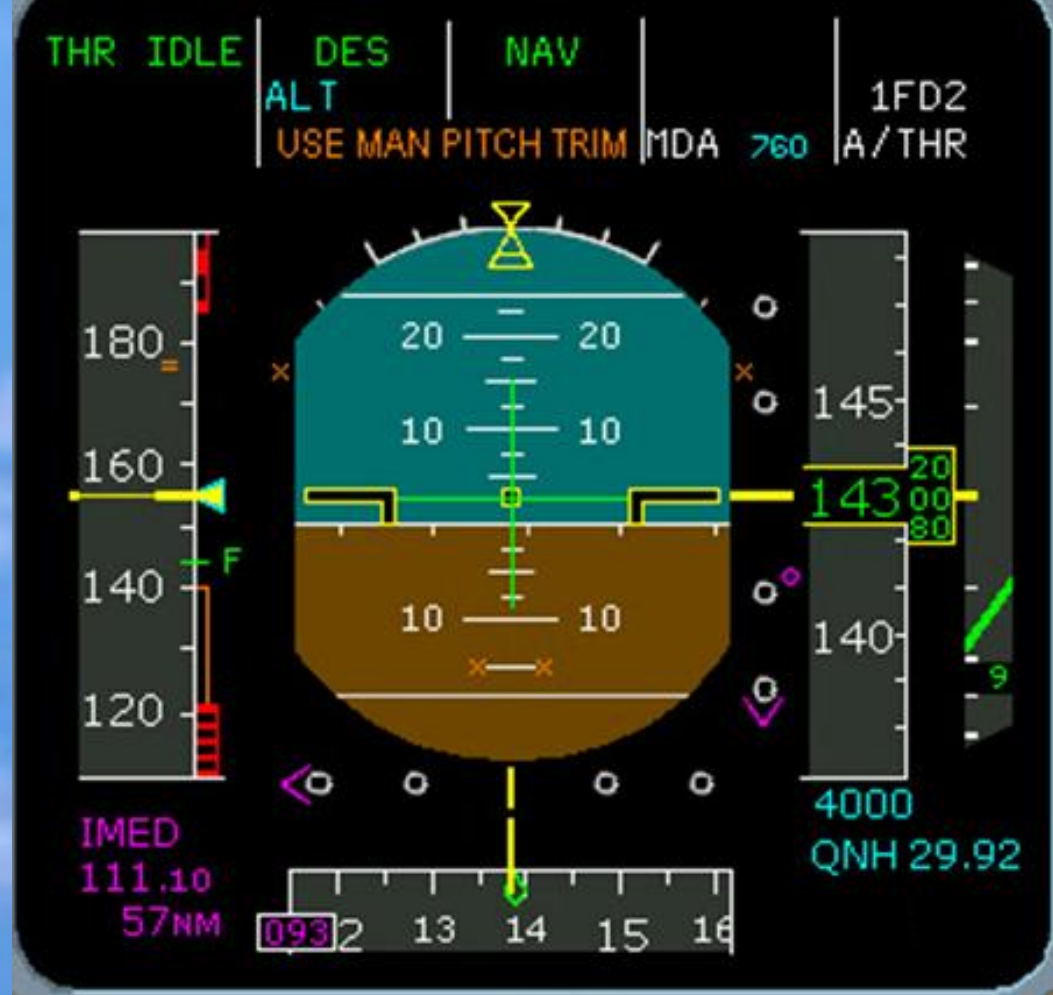 THR IDLE DES NAV
ALT 1FD2
USE MAN PITCH TRIM MDA 760 A/THR
180
160
F
140
120
20 20
10 10
10 10
145
143 20 00 80
140
9
IMED
111.10
57NM
4000
QNH 29.92
093 2 13 14 15 16